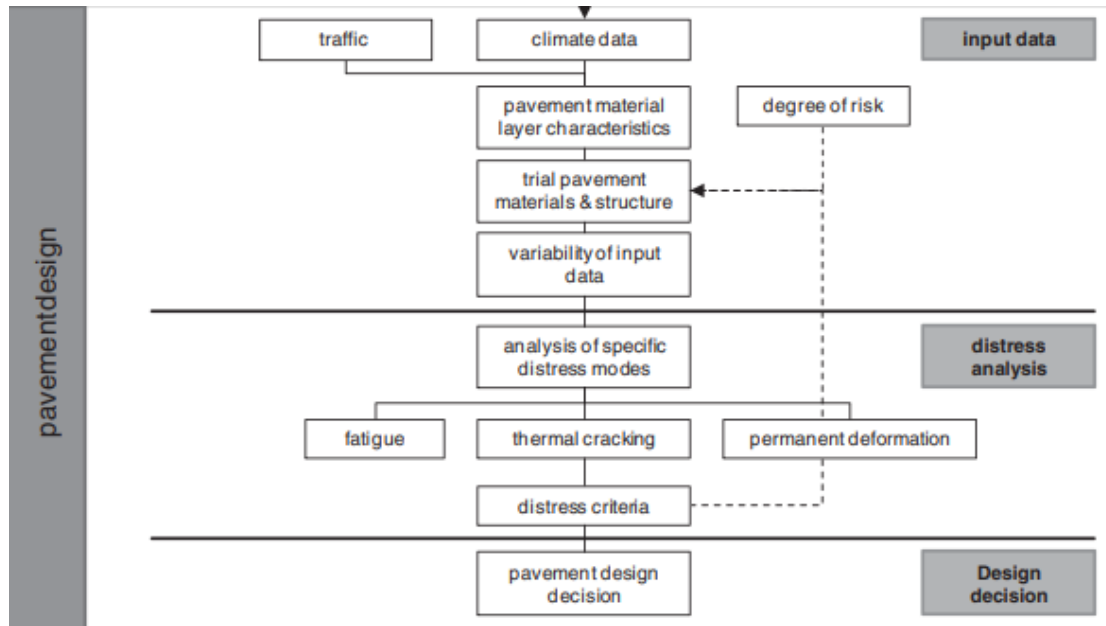 traffic
climate data
input data
pavement material
layer characteristics
degree of risk
trial pavement
materials & structure
variability of input
data
pavementdesign
analysis of specific
distress modes
distress
analysis
fatigue
thermal cracking
permanent deformation
distress criteria
pavement design
decision
Design
decision